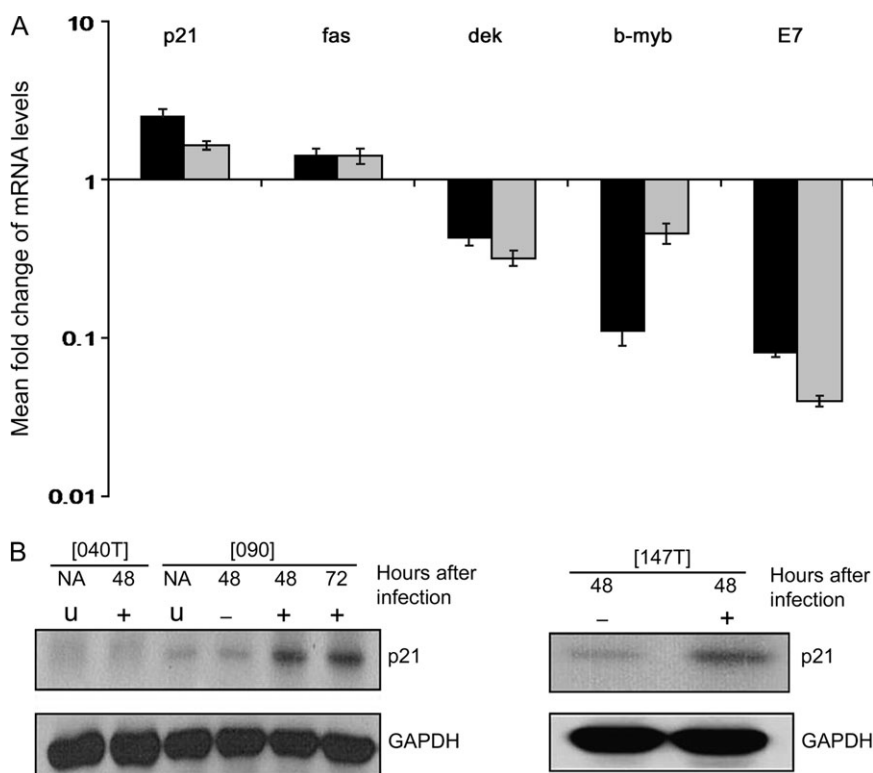 A
Mean fold change of mRNA levels
10
1
0.1
0.01
p21 fas dek b-myb E7
B
[040T] [090]
NA 48 NA 48 48 72 Hours after infection
u + u – + +
p21
GAPDH
[147T]
48 48 Hours after infection
– +
p21
GAPDH